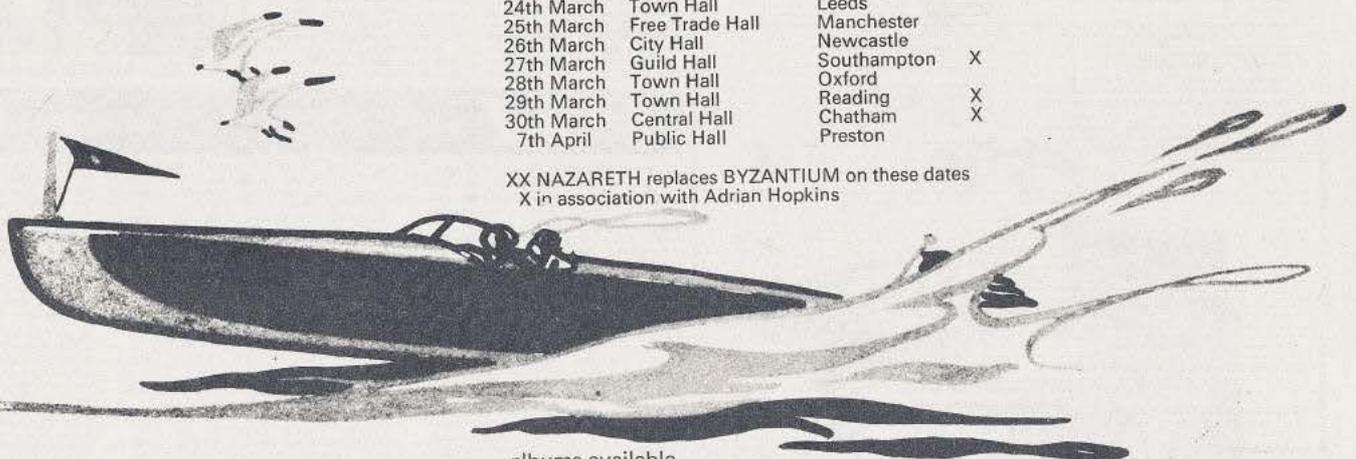 24th March Town Hall Leeds
25th March Free Trade Hall Manchester
26th March City Hall Newcastle
27th March Guild Hall Southampton X
28th March Town Hall Oxford
29th March Town Hall Reading X
30th March Central Hall Chatham X
7th April Public Hall Preston
XX NAZARETH replaces BYZANTIUM on these dates
X in association with Adrian Hopkins
albums available